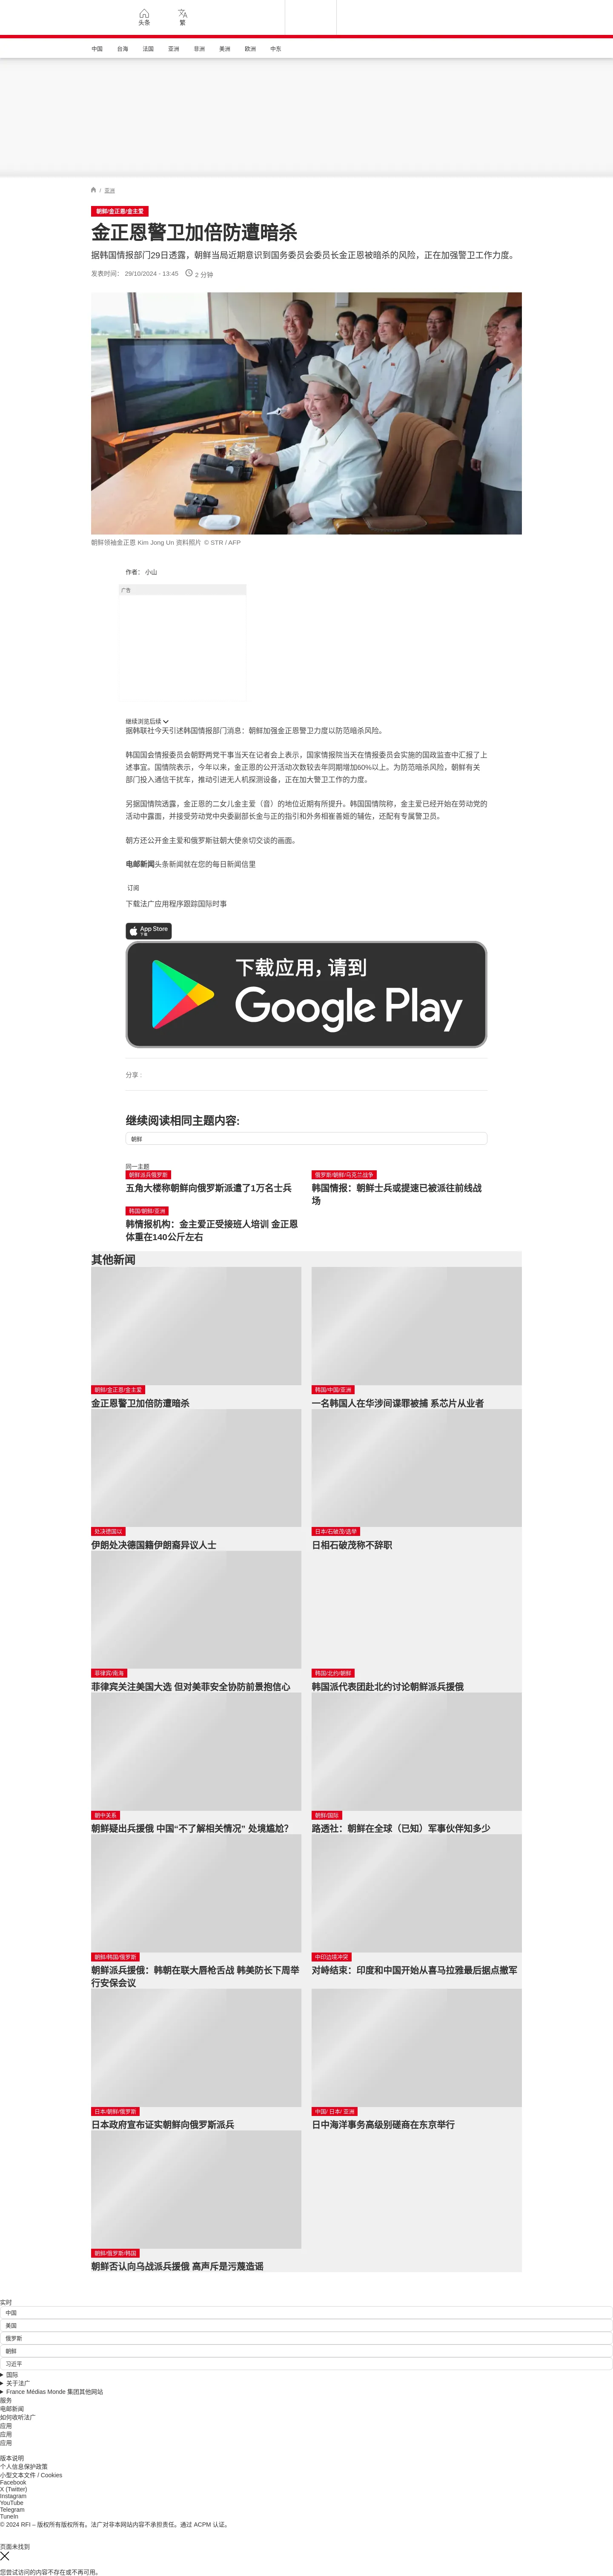 头条
繁
中国 台海 法国 亚洲 非洲 美洲 欧洲 中东
/ 亚洲
朝鲜/金正恩/金主爱
金正恩警卫加倍防遭暗杀
据韩国情报部门29日透露，朝鲜当局近期意识到国务委员会委员长金正恩被暗杀的风险，正在加强警卫工作力度。
发表时间： 29/10/2024 - 13:45 2 分钟
朝鲜领袖金正恩 Kim Jong Un 资料照片 © STR / AFP
作者： 小山
广告
继续浏览后续
据韩联社今天引述韩国情报部门消息：朝鲜加强金正恩警卫力度以防范暗杀风险。
韩国国会情报委员会朝野两党干事当天在记者会上表示，国家情报院当天在情报委员会实施的国政监查中汇报了上
述事宜。国情院表示，今年以来，金正恩的公开活动次数较去年同期增加60%以上。为防范暗杀风险，朝鲜有关
部门投入通信干扰车，推动引进无人机探测设备，正在加大警卫工作的力度。
另据国情院透露，金正恩的二女儿金主爱（音）的地位近期有所提升。韩国国情院称，金主爱已经开始在劳动党的
活动中露面，并接受劳动党中央委副部长金与正的指引和外务相崔善姬的辅佐，还配有专属警卫员。
朝方还公开金主爱和俄罗斯驻朝大使亲切交谈的画面。
电邮新闻头条新闻就在您的每日新闻信里
订阅
下载法广应用程序跟踪国际时事
App Store
下载
下载应用，请到
Google Play
分享 :
继续阅读相同主题内容:
朝鲜
同一主题
朝鲜派兵俄罗斯
五角大楼称朝鲜向俄罗斯派遣了1万名士兵
俄罗斯/朝鲜/乌克兰战争
韩国情报：朝鲜士兵或提速已被派往前线战
场
韩国/朝鲜/亚洲
韩情报机构：金主爱正受接班人培训 金正恩
体重在140公斤左右
其他新闻
朝鲜/金正恩/金主爱
金正恩警卫加倍防遭暗杀
韩国/中国/亚洲
一名韩国人在华涉间谍罪被捕 系芯片从业者
处决德国以
伊朗处决德国籍伊朗裔异议人士
日本/石破茂/选举
日相石破茂称不辞职
菲律宾/南海
菲律宾关注美国大选 但对美菲安全协防前景抱信心
韩国/北约/朝鲜
韩国派代表团赴北约讨论朝鲜派兵援俄
朝中关系
朝鲜疑出兵援俄 中国“不了解相关情况” 处境尴尬？
朝鲜/国际
路透社：朝鲜在全球（已知）军事伙伴知多少
朝鲜/韩国/俄罗斯
朝鲜派兵援俄：韩朝在联大唇枪舌战 韩美防长下周举
行安保会议
中印边境冲突
对峙结束：印度和中国开始从喜马拉雅最后据点撤军
日本/朝鲜/俄罗斯
日本政府宣布证实朝鲜向俄罗斯派兵
中国/ 日本/ 亚洲
日中海洋事务高级别磋商在东京举行
朝鲜/俄罗斯/韩国
朝鲜否认向乌战派兵援俄 高声斥是污蔑造谣
实时
中国
美国
俄罗斯
朝鲜
习近平
国际
关于法广
France Médias Monde 集团其他网站
服务
电邮新闻
如何收听法广
应用
应用
应用
版本说明
个人信息保护政策
小型文本文件 / Cookies
Facebook
X (Twitter)
Instagram
YouTube
Telegram
TuneIn
© 2024 RFI – 版权所有版权所有。法广对非本网站内容不承担责任。通过 ACPM 认证。
页面未找到
您尝试访问的内容不存在或不再可用。